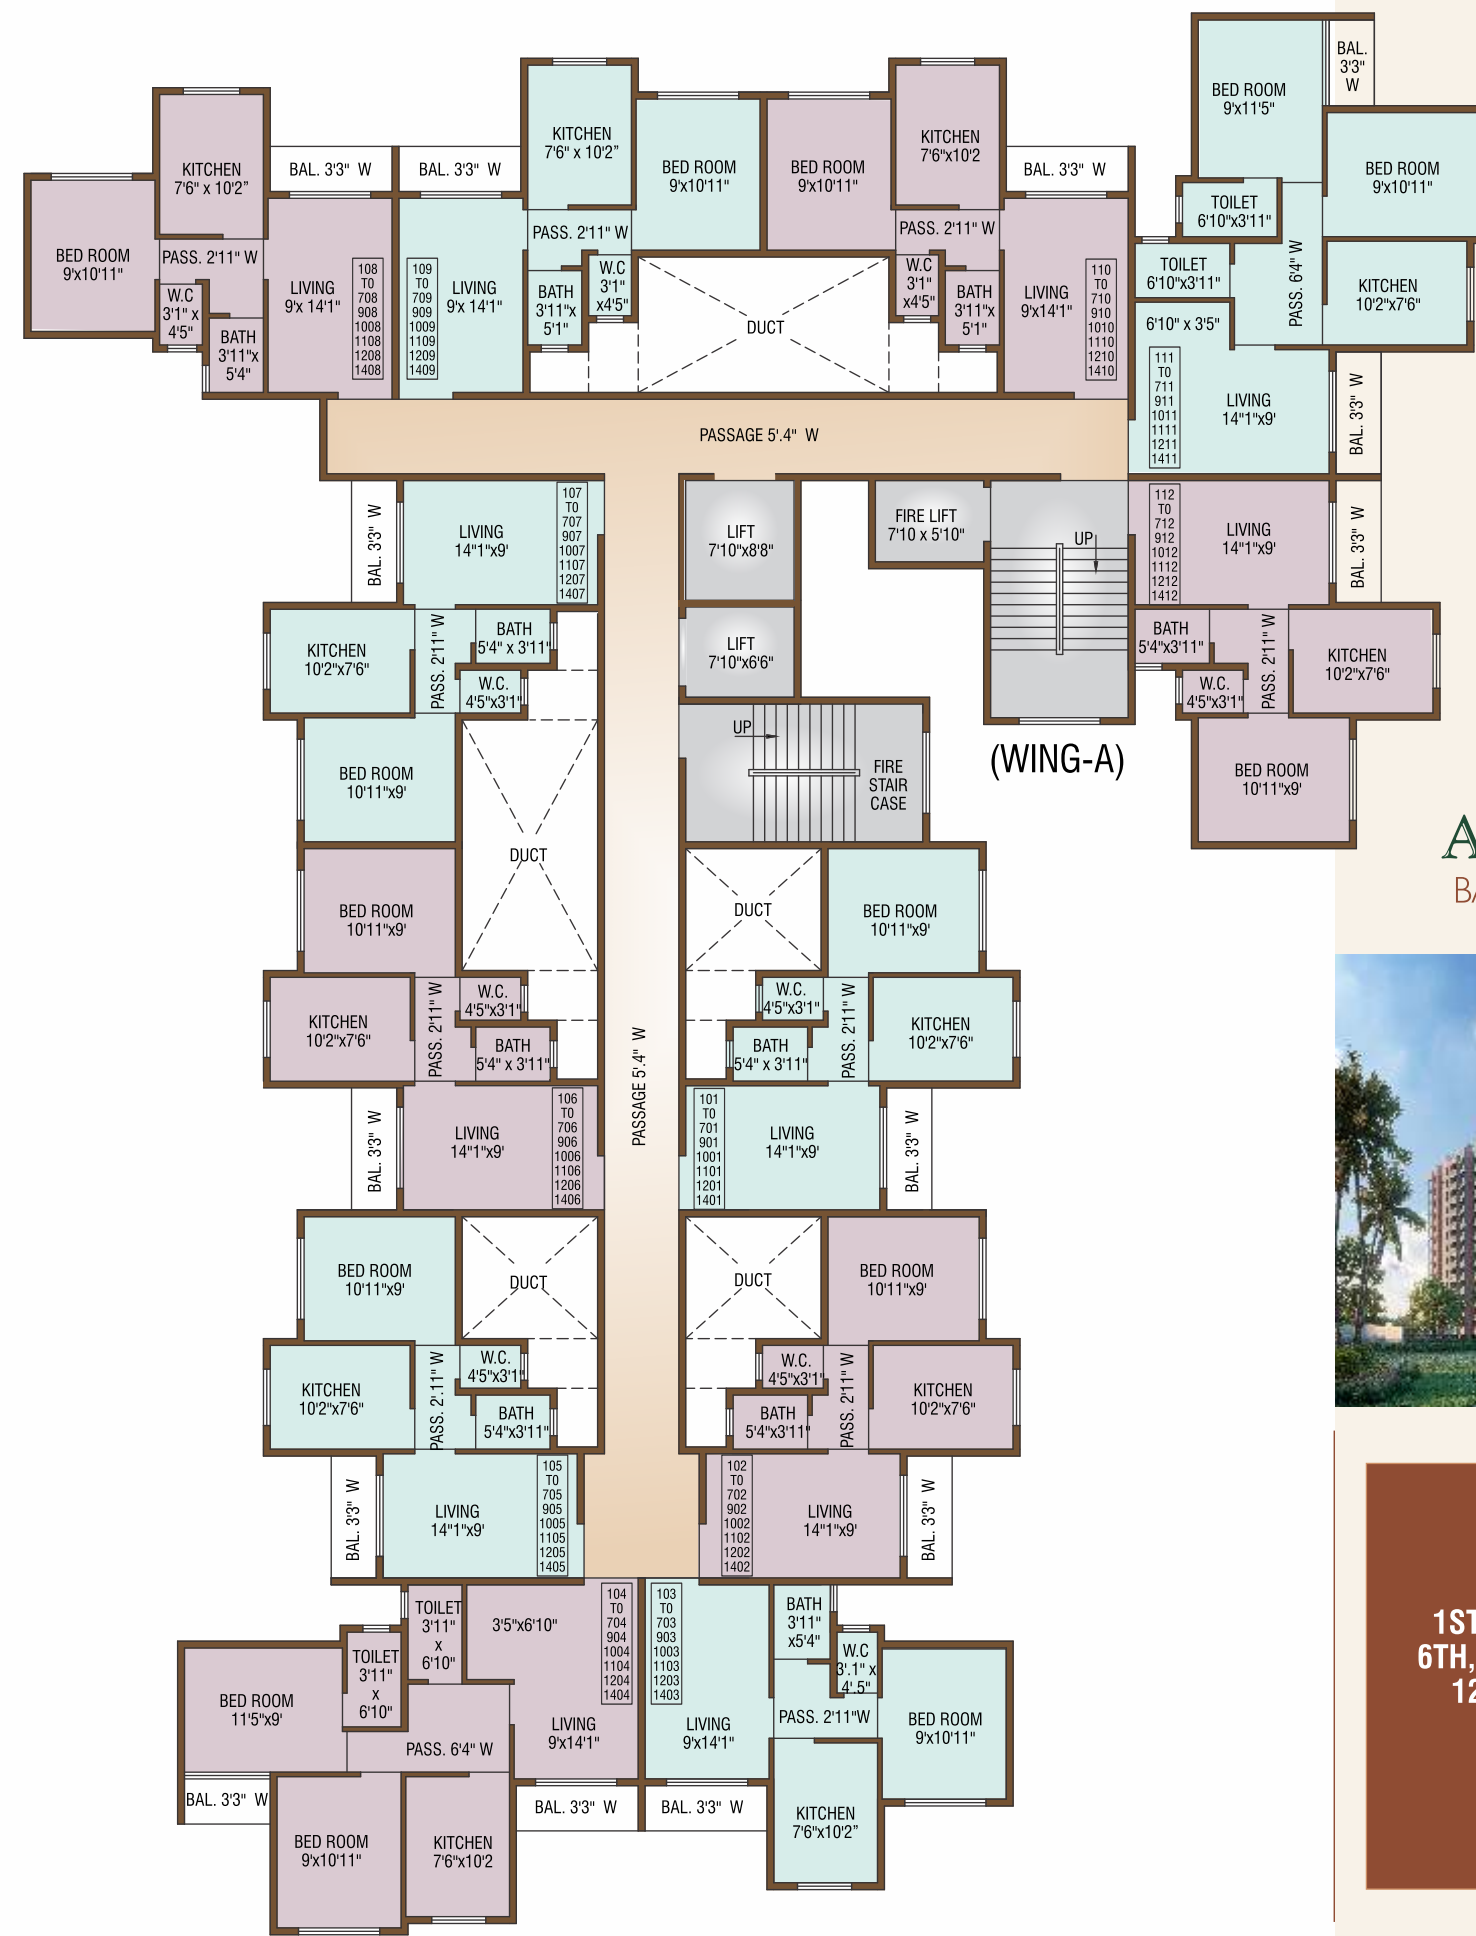 BED ROOM
9'x11'5"
BAL.
3'3"
W
BED ROOM
9'x10'11"
TOILET
6'10"x3'11"
TOILET
6'10"x3'11"
PASS. 6'4" W
KITCHEN
10'2"x7'6"
6'10" x 3'5"
111
TO
711
911
1011
1111
1211
1411
LIVING
14"1"x9'
BAL. 3'3" W
KITCHEN
7'6" x 10'2”
BAL. 3'3" W
BED ROOM
9'x10'11"
PASS. 2'11" W
W.C
3'1" x
4'5"
BATH
3'11"x
5'4"
LIVING
9'x 14'1"
108
TO
708
908
1008
1108
1208
1408
BAL. 3'3" W
109
TO
709
909
1009
1109
1209
1409
LIVING
9'x 14'1"
KITCHEN
7'6" x 10'2”
BED ROOM
9'x10'11"
PASS. 2'11" W
BATH
3'11"x
5'1"
W.C
3'1"
x4'5"
DUCT
BED ROOM
9'x10'11"
KITCHEN
7'6"x10'2
PASS. 2'11" W
W.C
3'1"
x4'5"
BATH
3'11"x
5'1"
BAL. 3'3" W
LIVING
9'x14'1"
110
TO
710
910
1010
1110
1210
1410
PASSAGE 5'.4" W
BAL. 3'3" W
LIVING
14"1"x9'
107
TO
707
907
1007
1107
1207
1407
LIFT
7'10"x8'8"
FIRE LIFT
7'10 x 5'10"
UP
112
TO
712
912
1012
1112
1212
1412
LIVING
14"1"x9'
BAL. 3'3" W
KITCHEN
10'2"x7'6"
PASS. 2'11" W
BATH
5'4" x 3'11"
W.C.
4'5"x3'1"
LIFT
7'10"x6'6"
BATH
5'4"x3'11"
W.C.
4'5"x3'1"
PASS. 2'11" W
KITCHEN
10'2"x7'6"
BED ROOM
10'11"x9'
UP
FIRE
STAIR
CASE
(WING-A)
BED ROOM
10'11"x9'
DUCT
BED ROOM
10'11"x9'
DUCT
BED ROOM
10'11"x9'
KITCHEN
10'2"x7'6"
PASS. 2'11" W
W.C.
4'5"x3'1"
BATH
5'4" x 3'11"
W.C.
4'5"x3'1"
BATH
5'4" x 3'11"
PASS. 2'11" W
KITCHEN
10'2"x7'6"
PASSAGE 5'.4" W
BAL. 3'3" W
LIVING
14"1"x9'
106
TO
706
906
1006
1106
1206
1406
101
TO
701
901
1001
1101
1201
1401
LIVING
14"1"x9'
BAL. 3'3" W
BED ROOM
10'11"x9'
DUCT
DUCT
BED ROOM
10'11"x9'
KITCHEN
10'2"x7'6"
PASS. 2'.11" W
W.C.
4'5"x3'1"
BATH
5'4"x3'11"
W.C.
4'5"x3'1"
BATH
5'4"x3'11"
PASS. 2'11" W
KITCHEN
10'2"x7'6"
BAL. 3'3" W
LIVING
14"1"x9'
105
TO
705
905
1005
1105
1205
1405
102
TO
702
902
1002
1102
1202
1402
LIVING
14"1"x9'
BAL. 3'3" W
TOILET
3'11"
x
6'10"
3'5"x6'10"
104
TO
704
904
1004
1104
1204
1404
103
TO
703
903
1003
1103
1203
1403
BATH
3'11"
x5'4"
W.C
3'.1" x
4'.5"
TOILET
3'11"
x
6'10"
BED ROOM
11'5"x9'
PASS. 6'4" W
LIVING
9'x14'1"
LIVING
9'x14'1"
PASS. 2'11"W
BED ROOM
9'x10'11"
BAL. 3'3" W
BED ROOM
9'x10'11"
KITCHEN
7'6"x10'2
BAL. 3'3" W
BAL. 3'3" W
KITCHEN
7'6"x10'2”
A
BA
1ST
6TH,
12